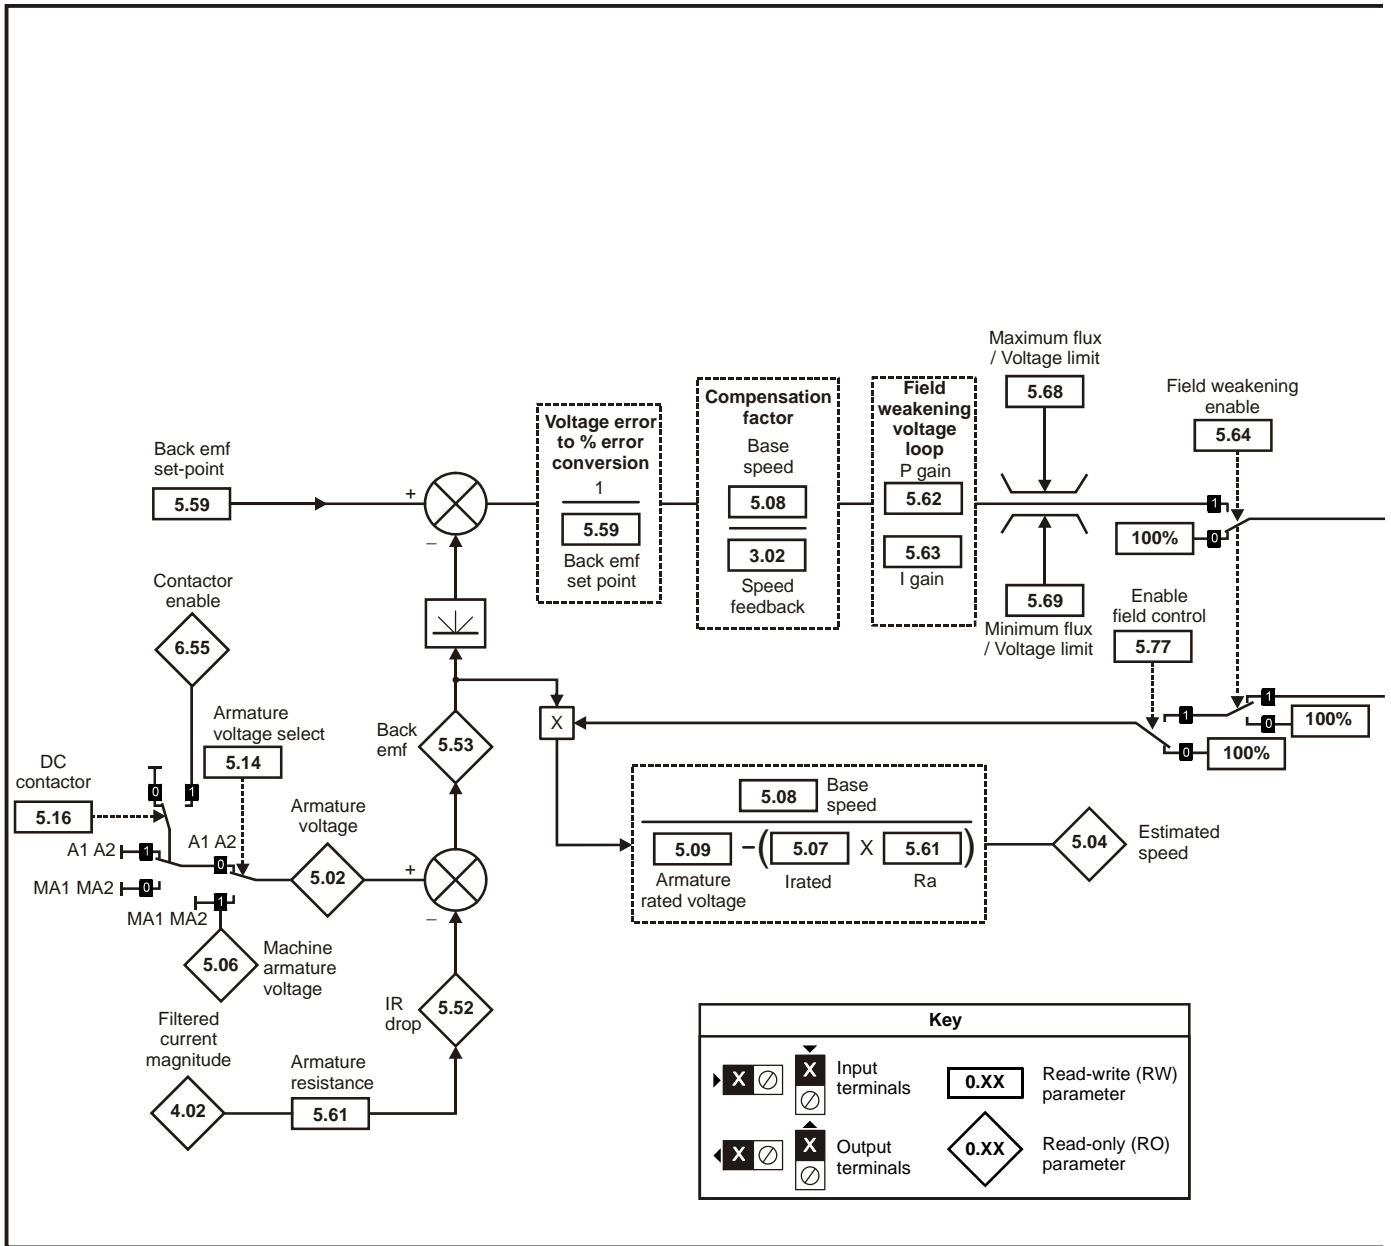 Maximum flux
/ Voltage limit
5.68
Field weakening
enable
5.64
Back emf
set-point
5.59
+
–
Voltage error
to % error
conversion
1
5.59
Back emf
set point
Compensation
factor
Base
speed
5.08
3.02
Speed
feedback
Field
weakening
voltage
loop
P gain
5.62
5.63
I gain
1
100%
0
5.69
Minimum flux
/ Voltage limit
Enable
field control
5.77
Contactor
enable
6.55
Armature
voltage select
5.14
Back
emf
5.53
X
1
1
0
100%
0
100%
DC
contactor
5.16
0
1
A1 A2
1
A1 A2
0
MA1 MA2
0
MA1 MA2
1
Armature
voltage
5.02
+
–
5.06
Machine
armature
voltage
5.08
Base
speed
5.09
–
(
5.07
X
5.61
)
Armature
rated voltage
Irated
Ra
5.04
Estimated
speed
IR
drop
5.52
Filtered
current
magnitude
4.02
Armature
resistance
5.61
Key
X
X
Input
terminals
0.XX
Read-write (RW)
parameter
X
X
Output
terminals
0.XX
Read-only (RO)
parameter